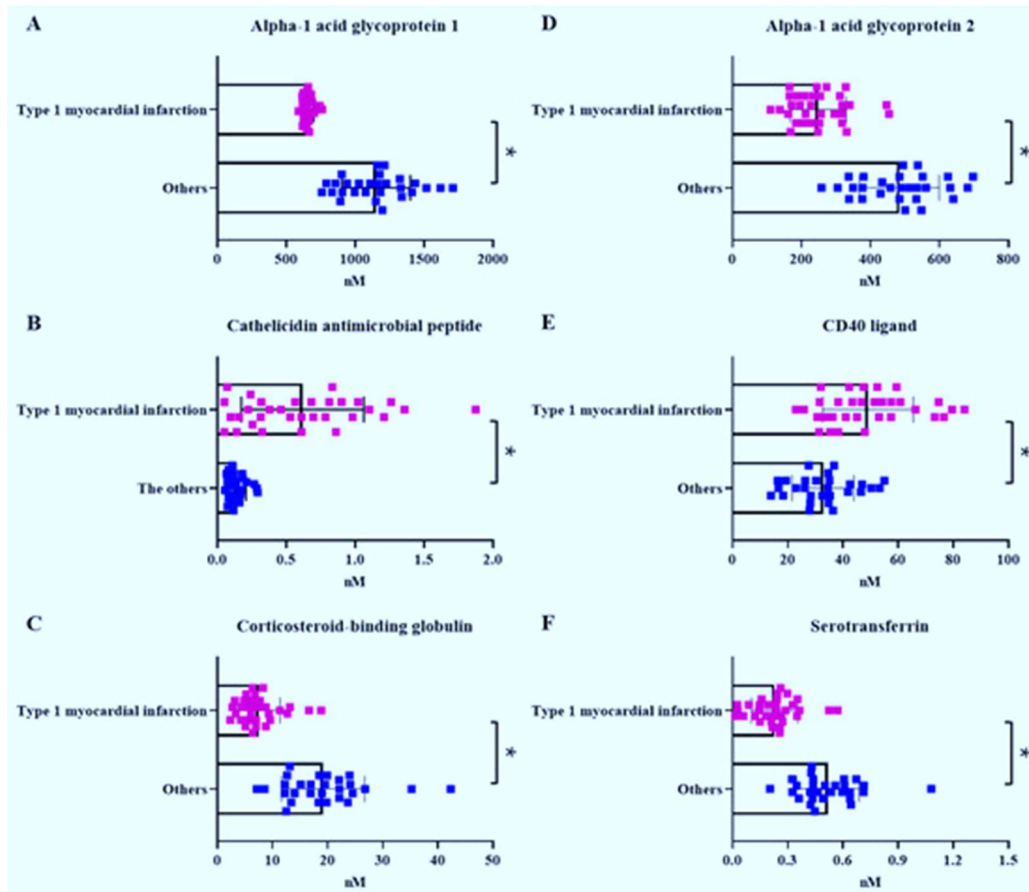 A
Alpha-1 acid glycoprotein 1
Type 1 myocardial infarction
Others
*
0 500 1000 1500 2000
nM
D
Alpha-1 acid glycoprotein 2
Type 1 myocardial infarction
Others
*
0 200 400 600 800
nM
B
Cathelicidin antimicrobial peptide
Type 1 myocardial infarction
The others
*
0.0 0.5 1.0 1.5 2.0
nM
E
CD40 ligand
Type 1 myocardial infarction
Others
*
0 20 40 60 80 100
nM
C
Corticosteroid-binding globulin
Type 1 myocardial infarction
Others
*
0 10 20 30 40 50
nM
F
Serotransferrin
Type 1 myocardial infarction
Others
*
0.0 0.3 0.6 0.9 1.2 1.5
nM